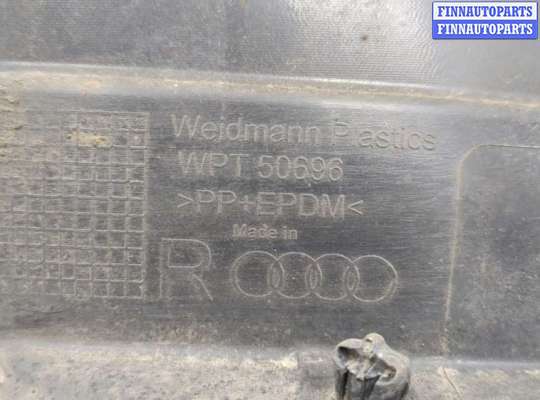 FINNAUTOPARTS
FINNAUTOPARTS
Weidmann Plastics
WPT 50696
>PP+EPDM<
Made in
R